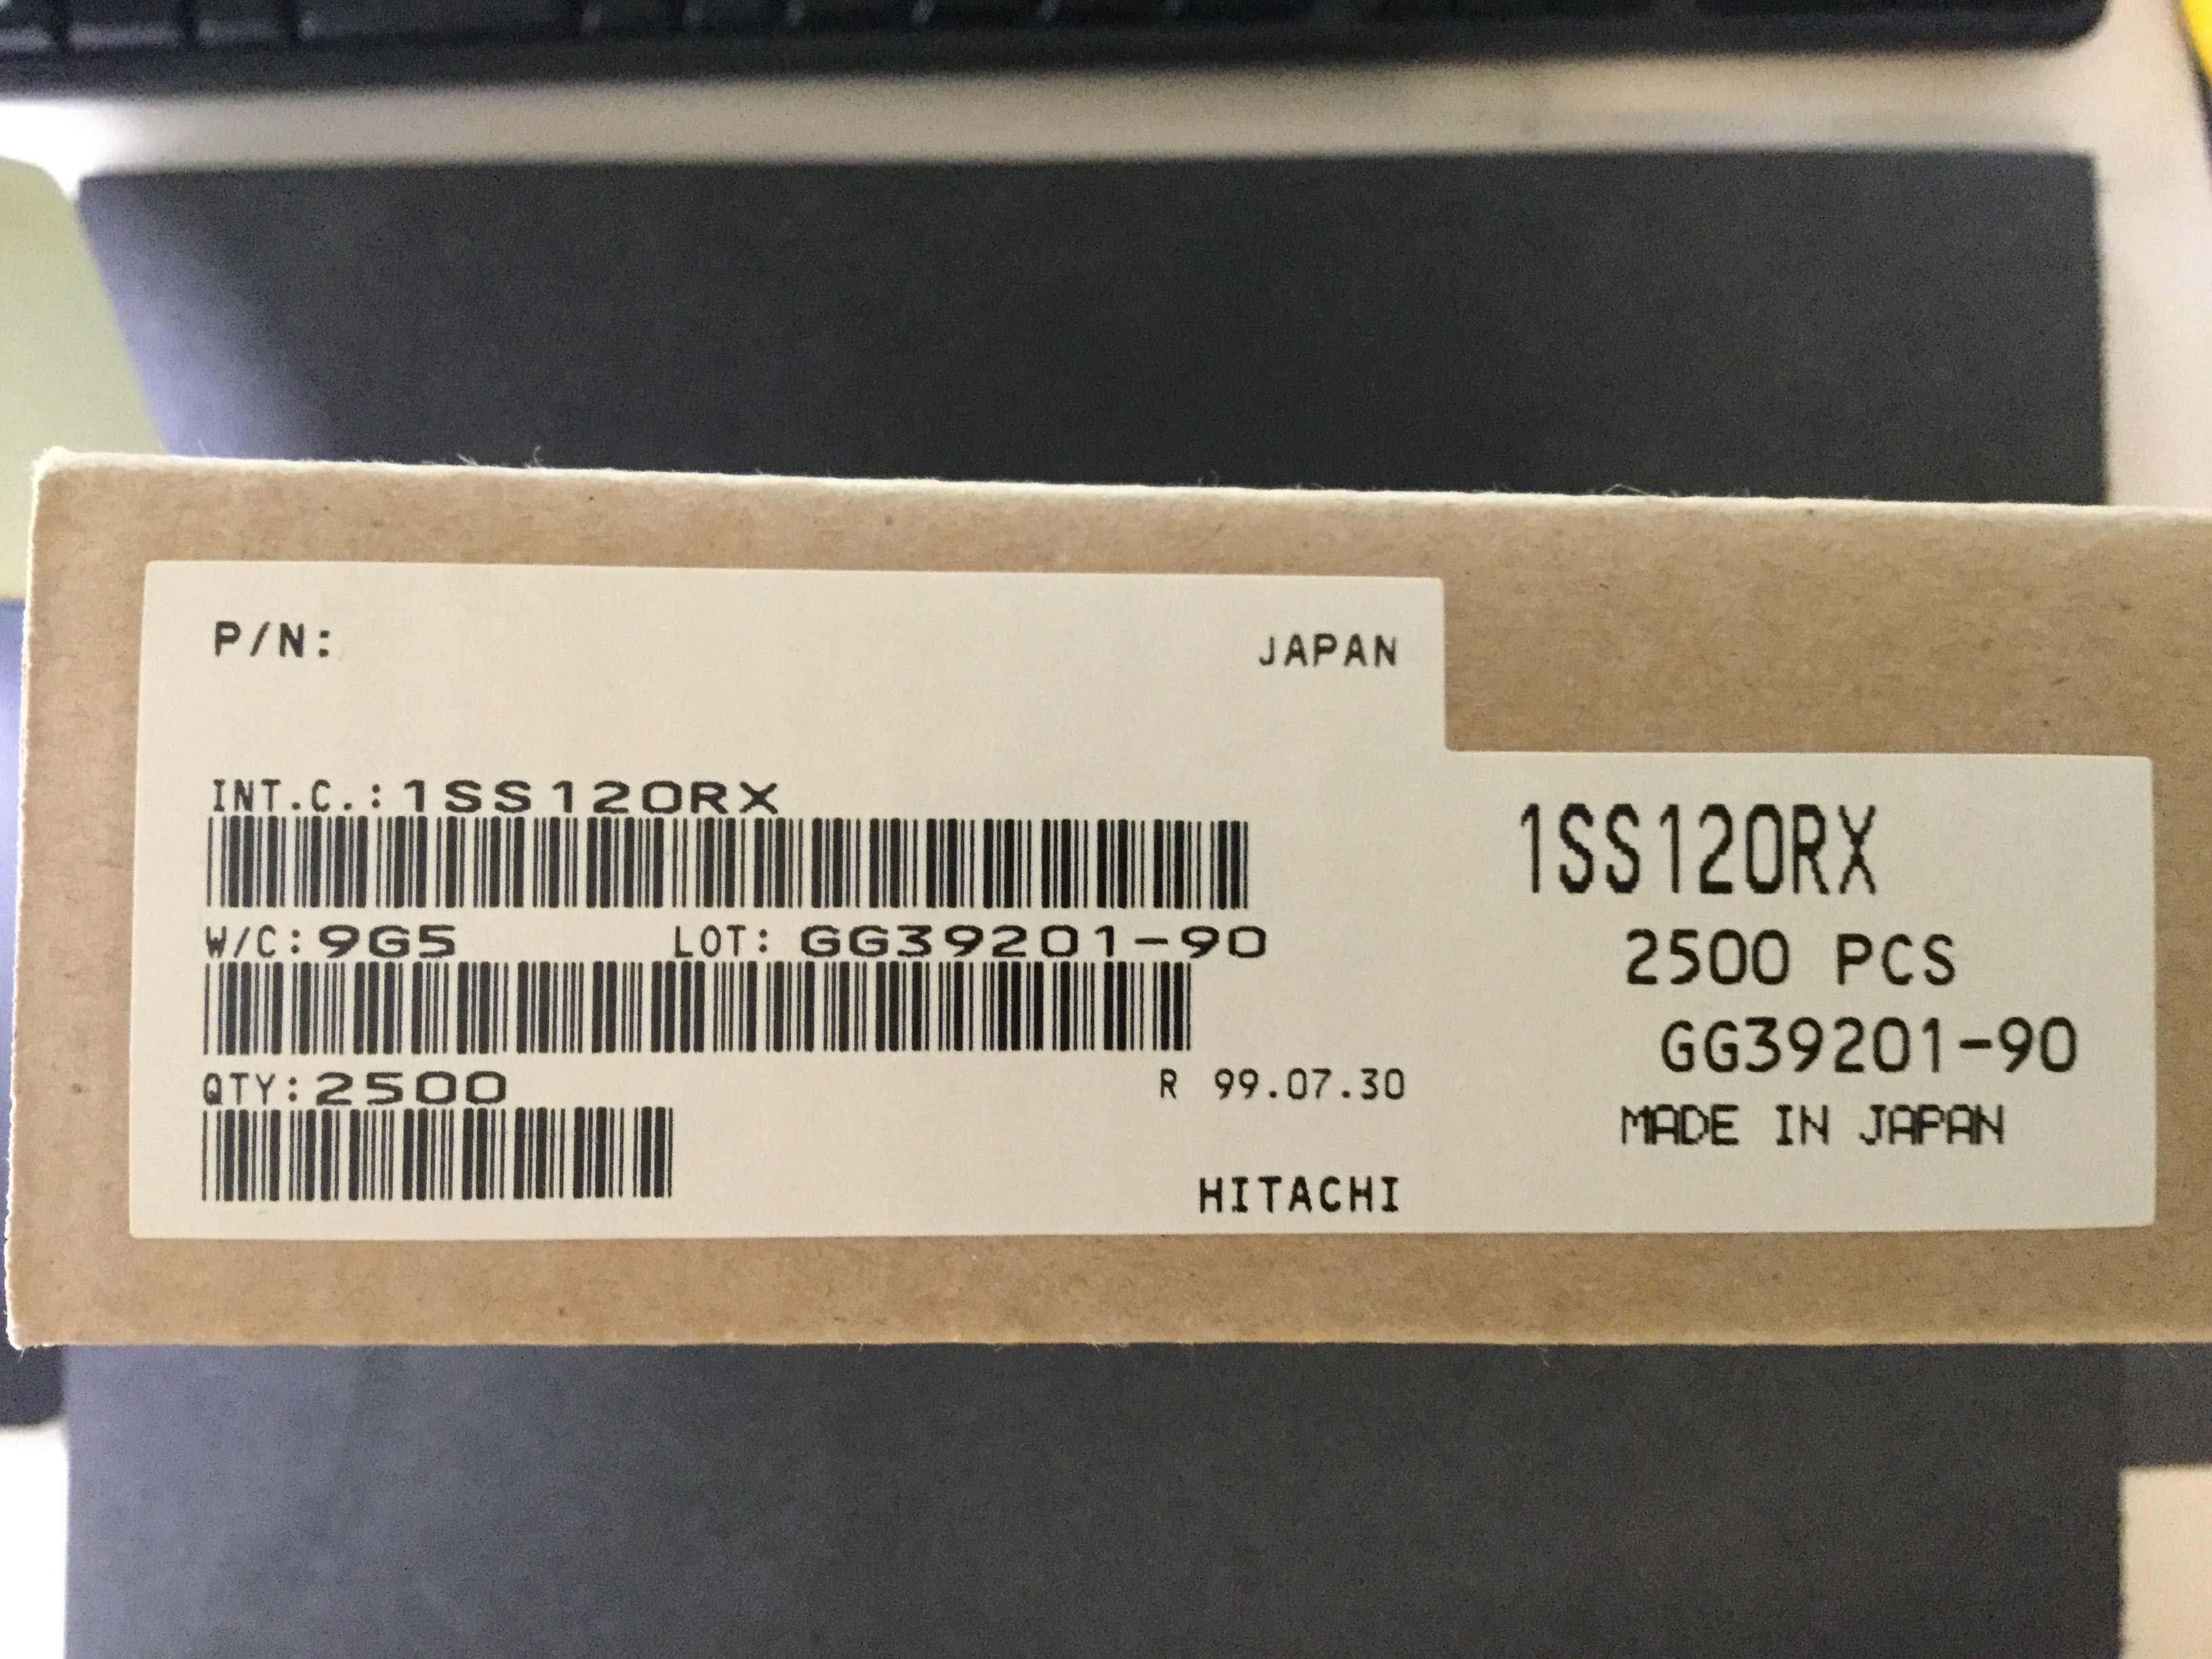 P/N:
JAPAN
INT.C.:1SS120RX
W/C:9G5 LOT: GG39201-90
QTY:2500
R 99.07.30
HITACHI
1SS120RX
2500 PCS
GG39201-90
MADE IN JAPAN